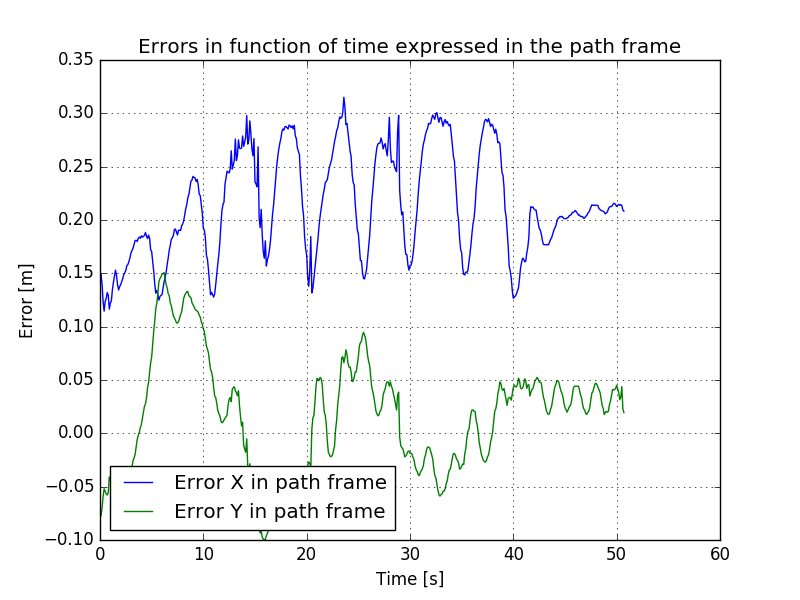 Errors in function of time expressed in the path frame
0.35
0.30
0.25
0.20
0.15
0.10
0.05
0.00
−0.05
−0.10
Error [m]
Error X in path frame
Error Y in path frame
0 10 20 30 40 50 60
Time [s]